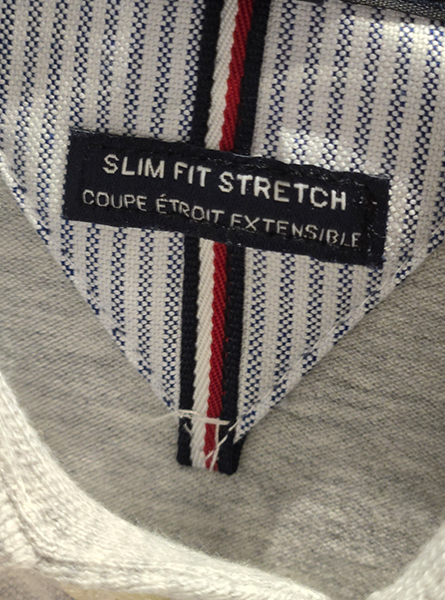 SLIM FIT STRETCH
COUPE ÉTROIT EXTENSIBLE